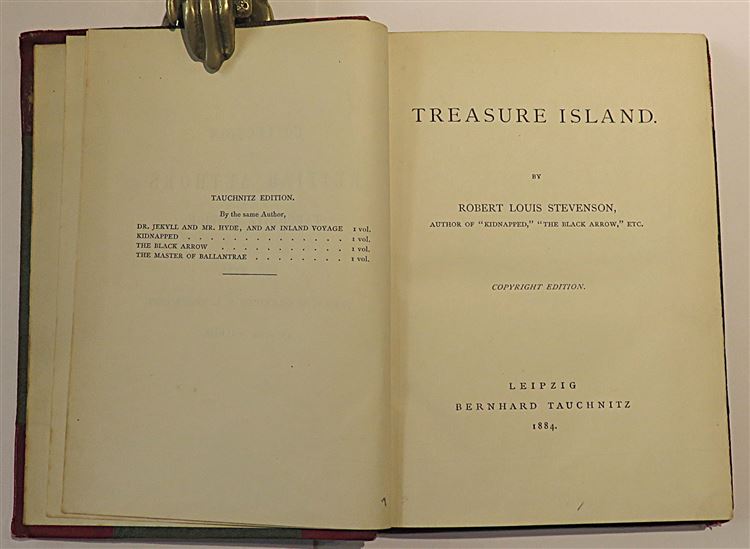 TAUCHNITZ EDITION.
By the same Author,
DR. JEKYLL AND MR. HYDE, AND AN INLAND VOYAGE 1 vol.
KIDNAPPED . . . . . . . . . . . . . 1 vol.
THE BLACK ARROW . . . . . . . . . . . 1 vol.
THE MASTER OF BALLANTRAE . . . . . . . . 1 vol.
TREASURE ISLAND.
BY
ROBERT LOUIS STEVENSON,
AUTHOR OF "KIDNAPPED," "THE BLACK ARROW," ETC.
COPYRIGHT EDITION.
LEIPZIG
BERNHARD TAUCHNITZ
1884.